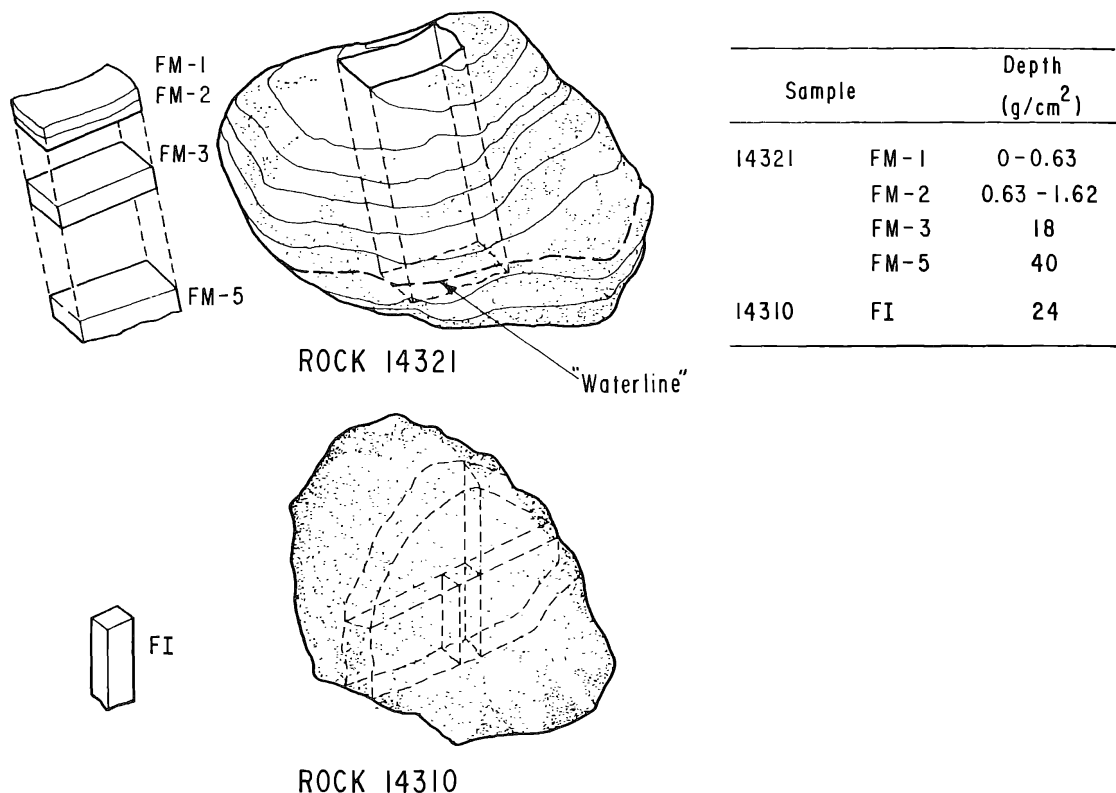 FM-1
FM-2
FM-3
FM-5
ROCK 14321
"Waterline"
Sample Depth (g/cm²)
14321 FM-1 0-0.63
FM-2 0.63 -1.62
FM-3 18
FM-5 40
14310 FI 24
FI
ROCK 14310